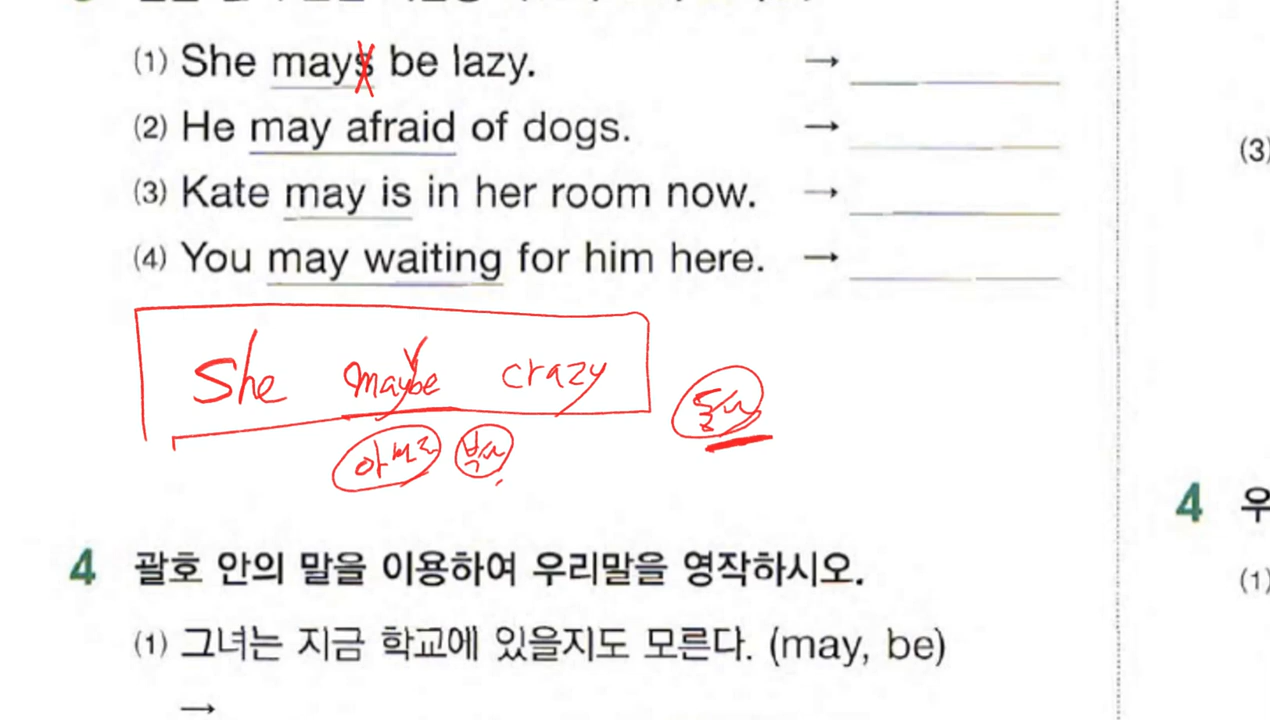 (1) She mays be lazy. →
(2) He may afraid of dogs. →
(3) Kate may is in her room now. →
(4) You may waiting for him here. →
She maybe crazy
부사
4 괄호 안의 말을 이용하여 우리말을 영작하시오.
(1) 그녀는 지금 학교에 있을지도 모른다. (may, be)
→
(3)
4 우
(1)